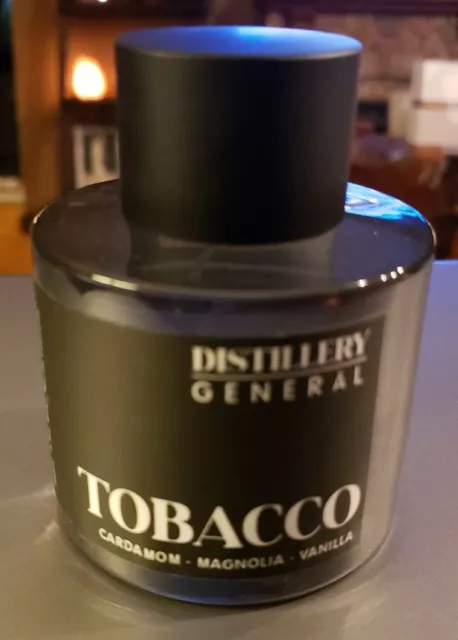 DISTILLERY
GENERAL
TOBACCO
CARDAMOM - MAGNOLIA - VANILLA